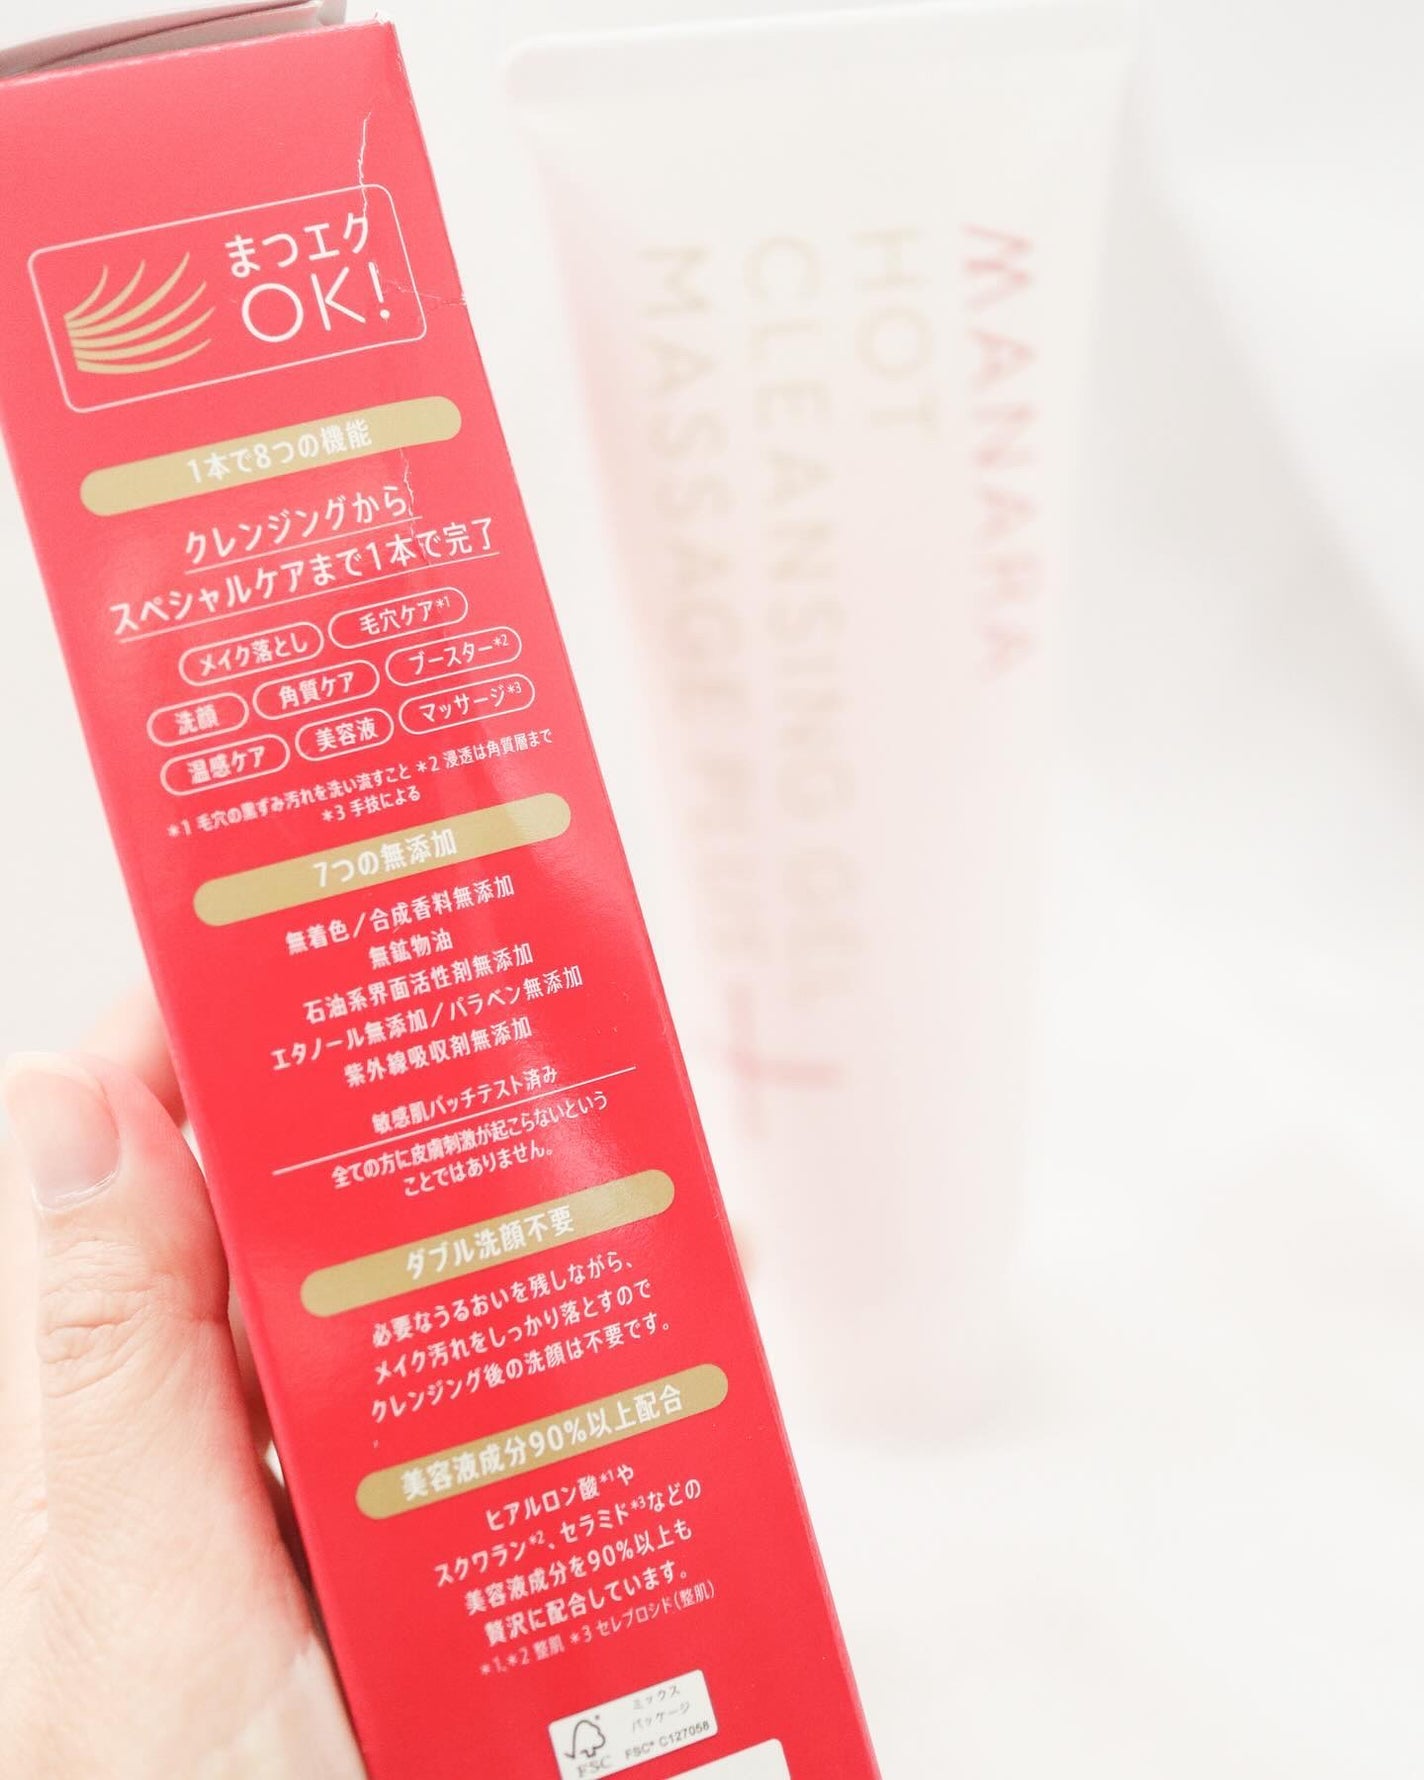 まつエク
OK!
1本で8つの機能
クレンジングから
スペシャルケアまで1本で完了
メイク落とし 毛穴ケア*1
洗顔 角質ケア ブースター*2
温感ケア 美容液 マッサージ*3
*1 毛穴の黒ずみ汚れを洗い流すこと *2 浸透は角質層まで
*3 手技による
7つの無添加
無着色/合成香料無添加
無鉱物油
石油系界面活性剤無添加
エタノール無添加/パラベン無添加
紫外線吸収剤無添加
敏感肌パッチテスト済み
全ての方に皮膚刺激が起こらないという
ことではありません。
ダブル洗顔不要
必要なうるおいを残しながら、
メイク汚れをしっかり落とすので
クレンジング後の洗顔は不要です。
美容液成分90%以上配合
ヒアルロン酸*1や
スクワラン*2、セラミド*3などの
美容液成分を90%以上も
贅沢に配合しています。
*1,*2 整肌 *3 セレブロシド(整肌)
ミックス
パッケージ
FSC® C127058
FSC
MANARA
HOT
CLEANSING GEL
MASSAGE PLUS